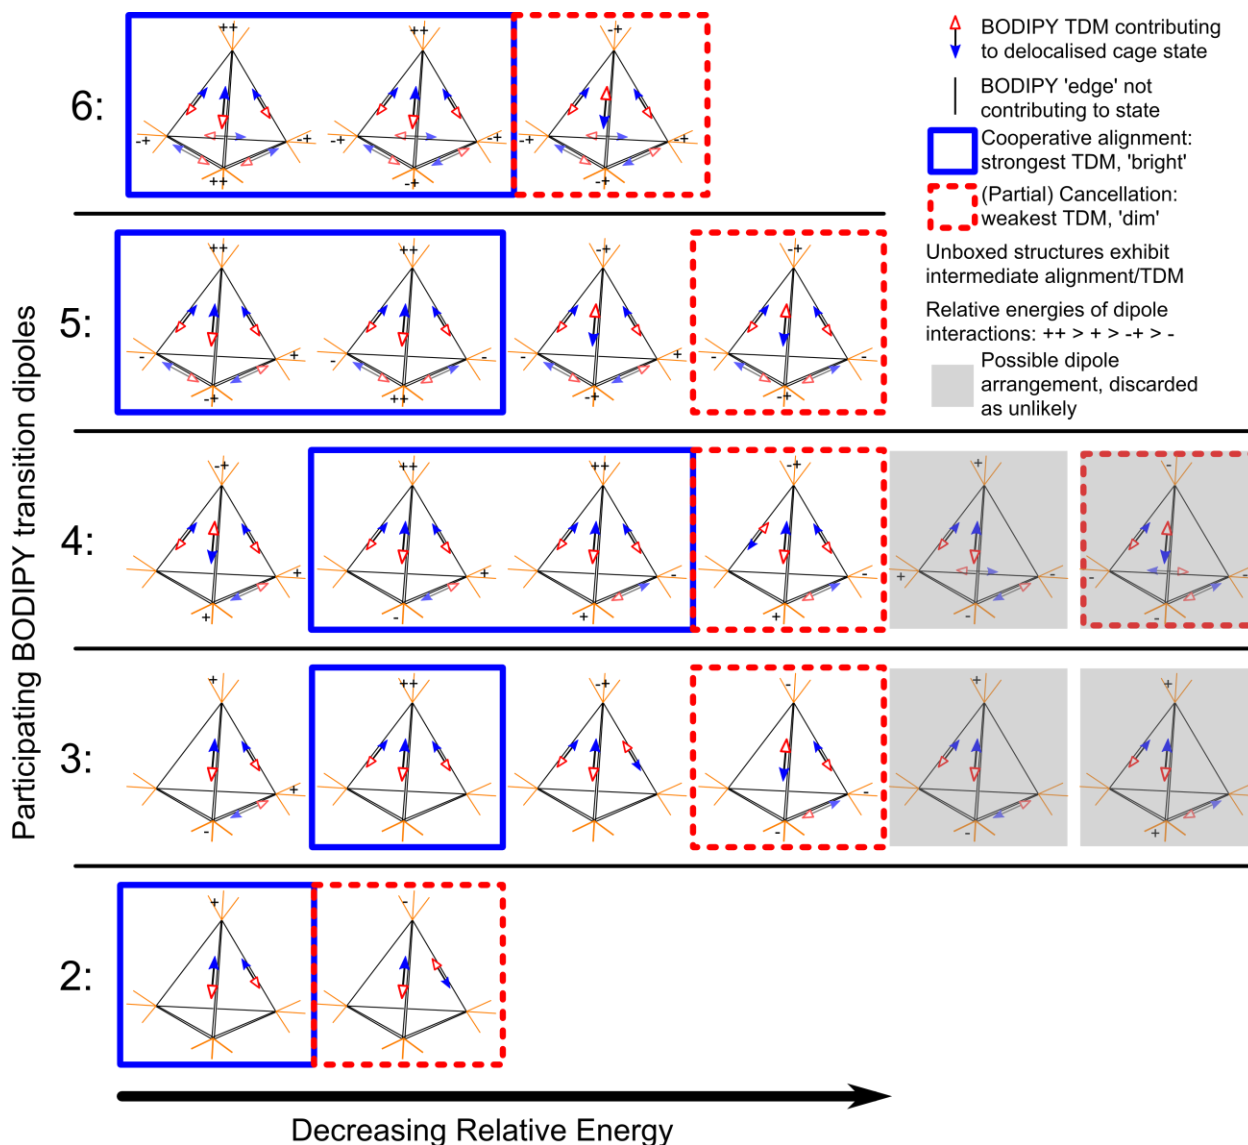 ++ ++ -+
6:
-+ -+ -+ -+ -+ -+
++ -+ -+
BODIPY TDM contributing
to delocalised cage state
BODIPY 'edge' not
contributing to state
Cooperative alignment:
strongest TDM, 'bright'
(Partial) Cancellation:
weakest TDM, 'dim'
Unboxed structures exhibit
intermediate alignment/TDM
Relative energies of dipole
interactions: ++ > + > -+ > -
Possible dipole
arrangement, discarded
as unlikely
Participating BODIPY transition dipoles
++ ++ -+ -+
5:
- + - - - + - -
-+ ++ -+ -+
-+ ++ ++ -+ + -
4:
+ + - - + - -
+ - + + - -
+ ++ -+ - + +
3:
+ -
- - - +
+ -
2:
Decreasing Relative Energy